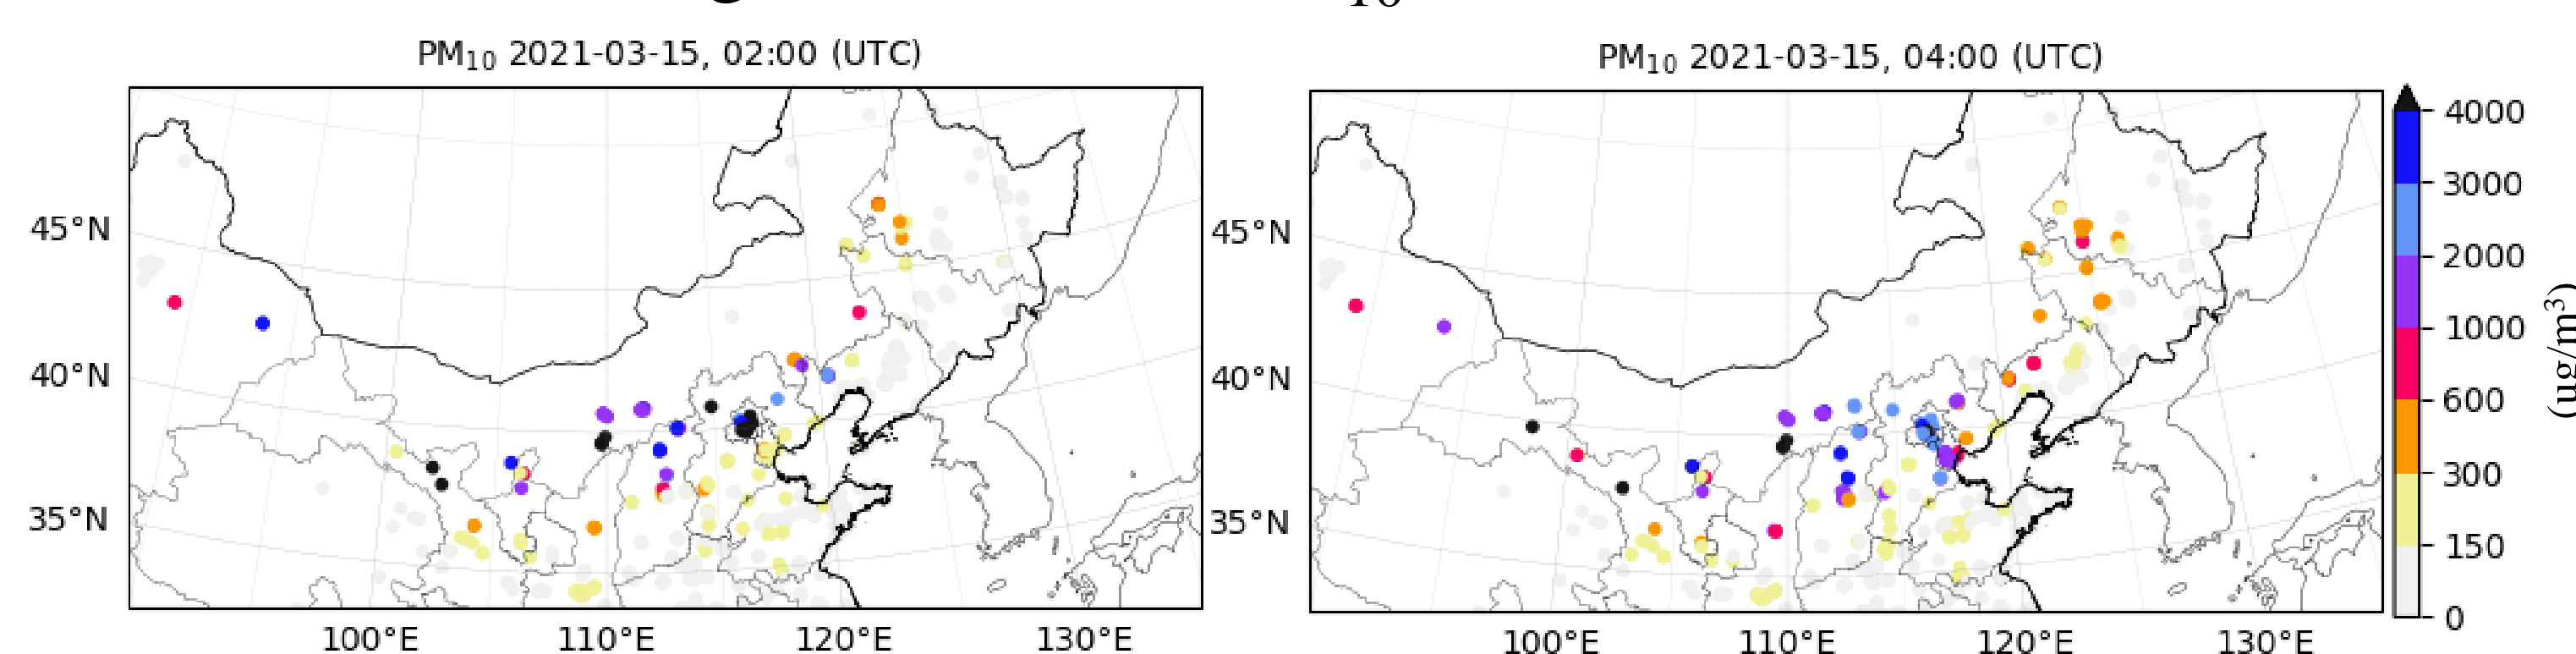 PM₁₀ 2021-03-15, 02:00 (UTC)
PM₁₀ 2021-03-15, 04:00 (UTC)
45°N
40°N
35°N
100°E 110°E 120°E 130°E
45°N
40°N
35°N
100°E 110°E 120°E 130°E
4000
3000
2000
1000
600
300
150
0
(ug/m³)